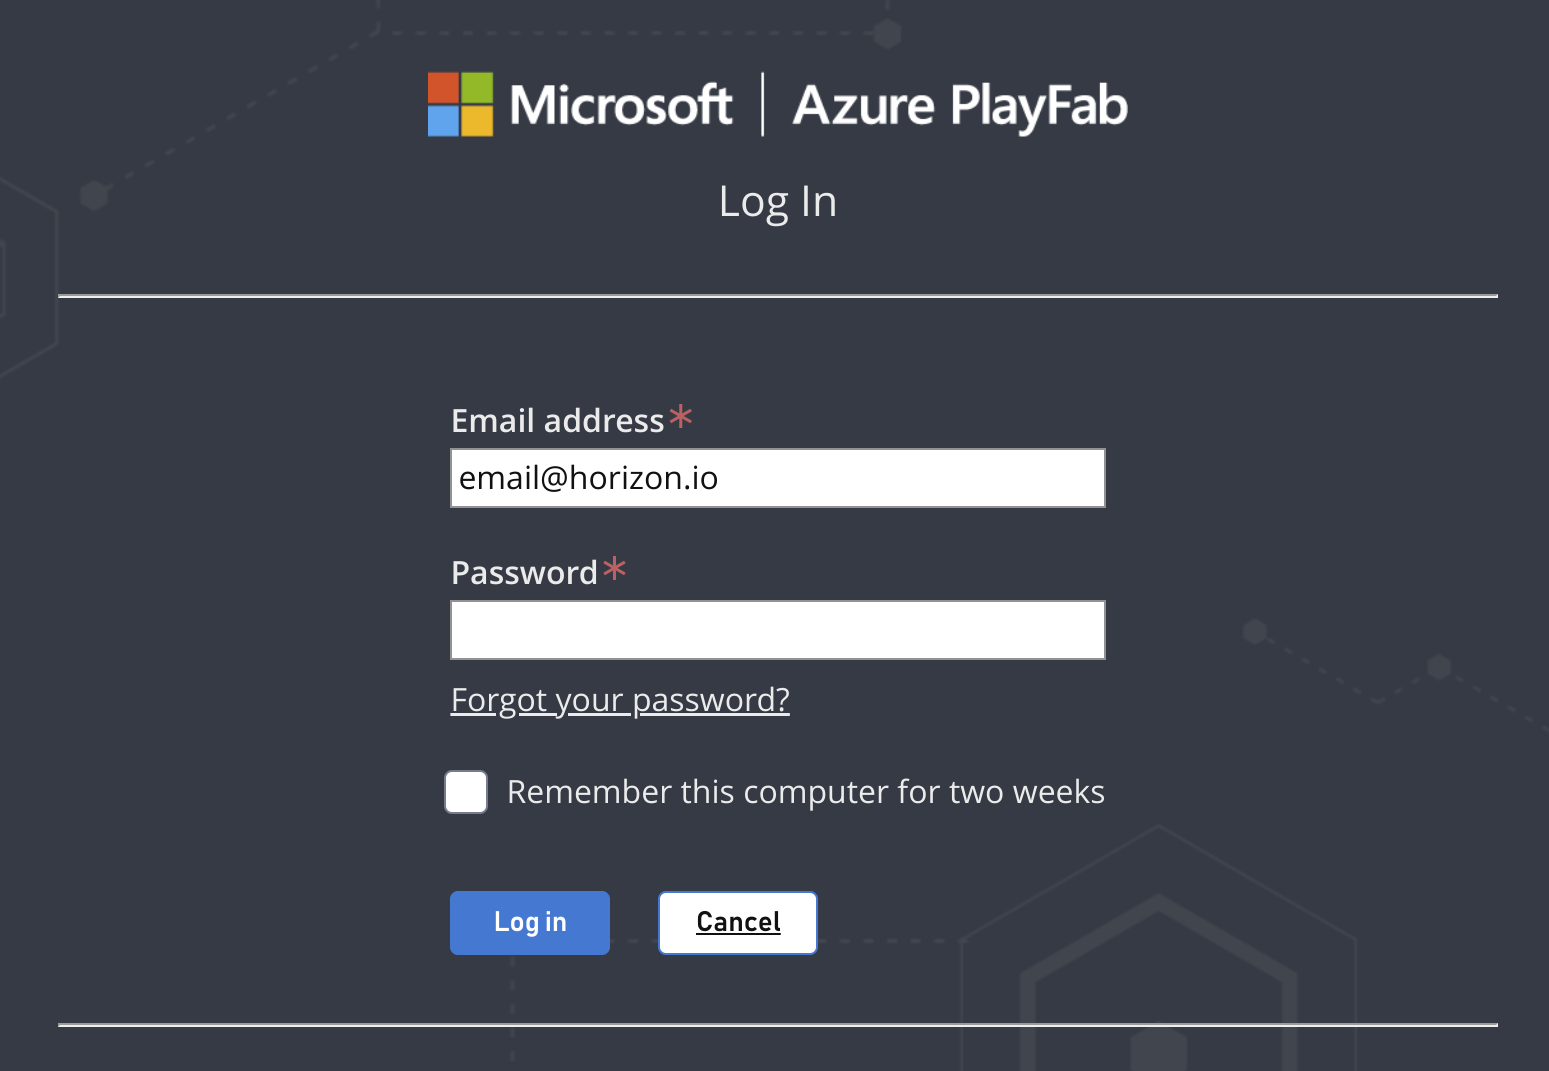 Microsoft | Azure PlayFab
Log In
Email address*
email@horizon.io
Password*
Forgot your password?
Remember this computer for two weeks
Log in
Cancel